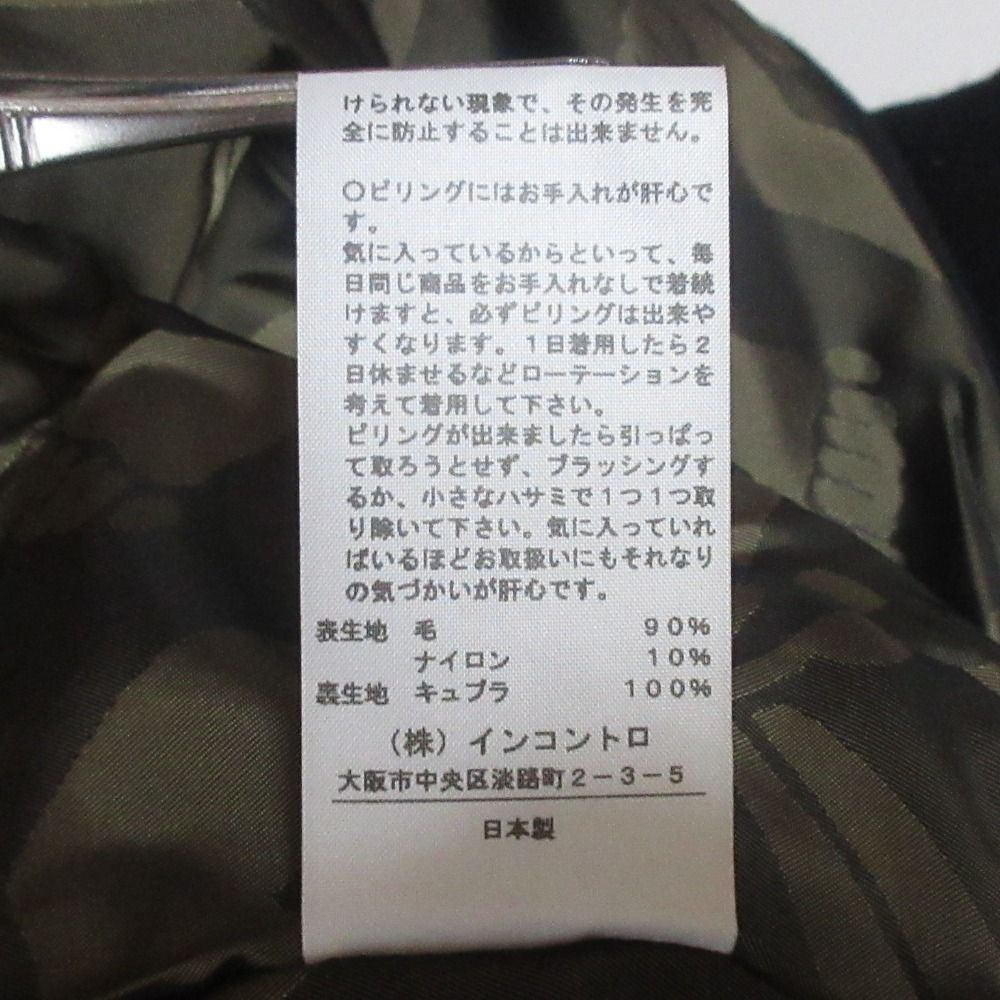 けられない現象で、その発生を完
全に防止することは出来ません。
○ピリングにはお手入れが肝心で
す。
気に入っているからといって、毎
日同じ商品をお手入れなしで着続
けますと、必ずピリングは出来や
すくなります。1日着用したら2
日休ませるなどローテーションを
考えて着用して下さい。
ピリングが出来ましたら引っぱっ
て取ろうとせず、ブラッシングす
るか、小さなハサミで1つ1つ取
り除いて下さい。気に入っていれ
ばいるほどお取扱いにもそれなり
の気づかいが肝心です。
表生地 毛 90%
ナイロン 10%
裏生地 キュプラ 100%
(株)インコントロ
大阪市中央区淡路町2-3-5
日本製